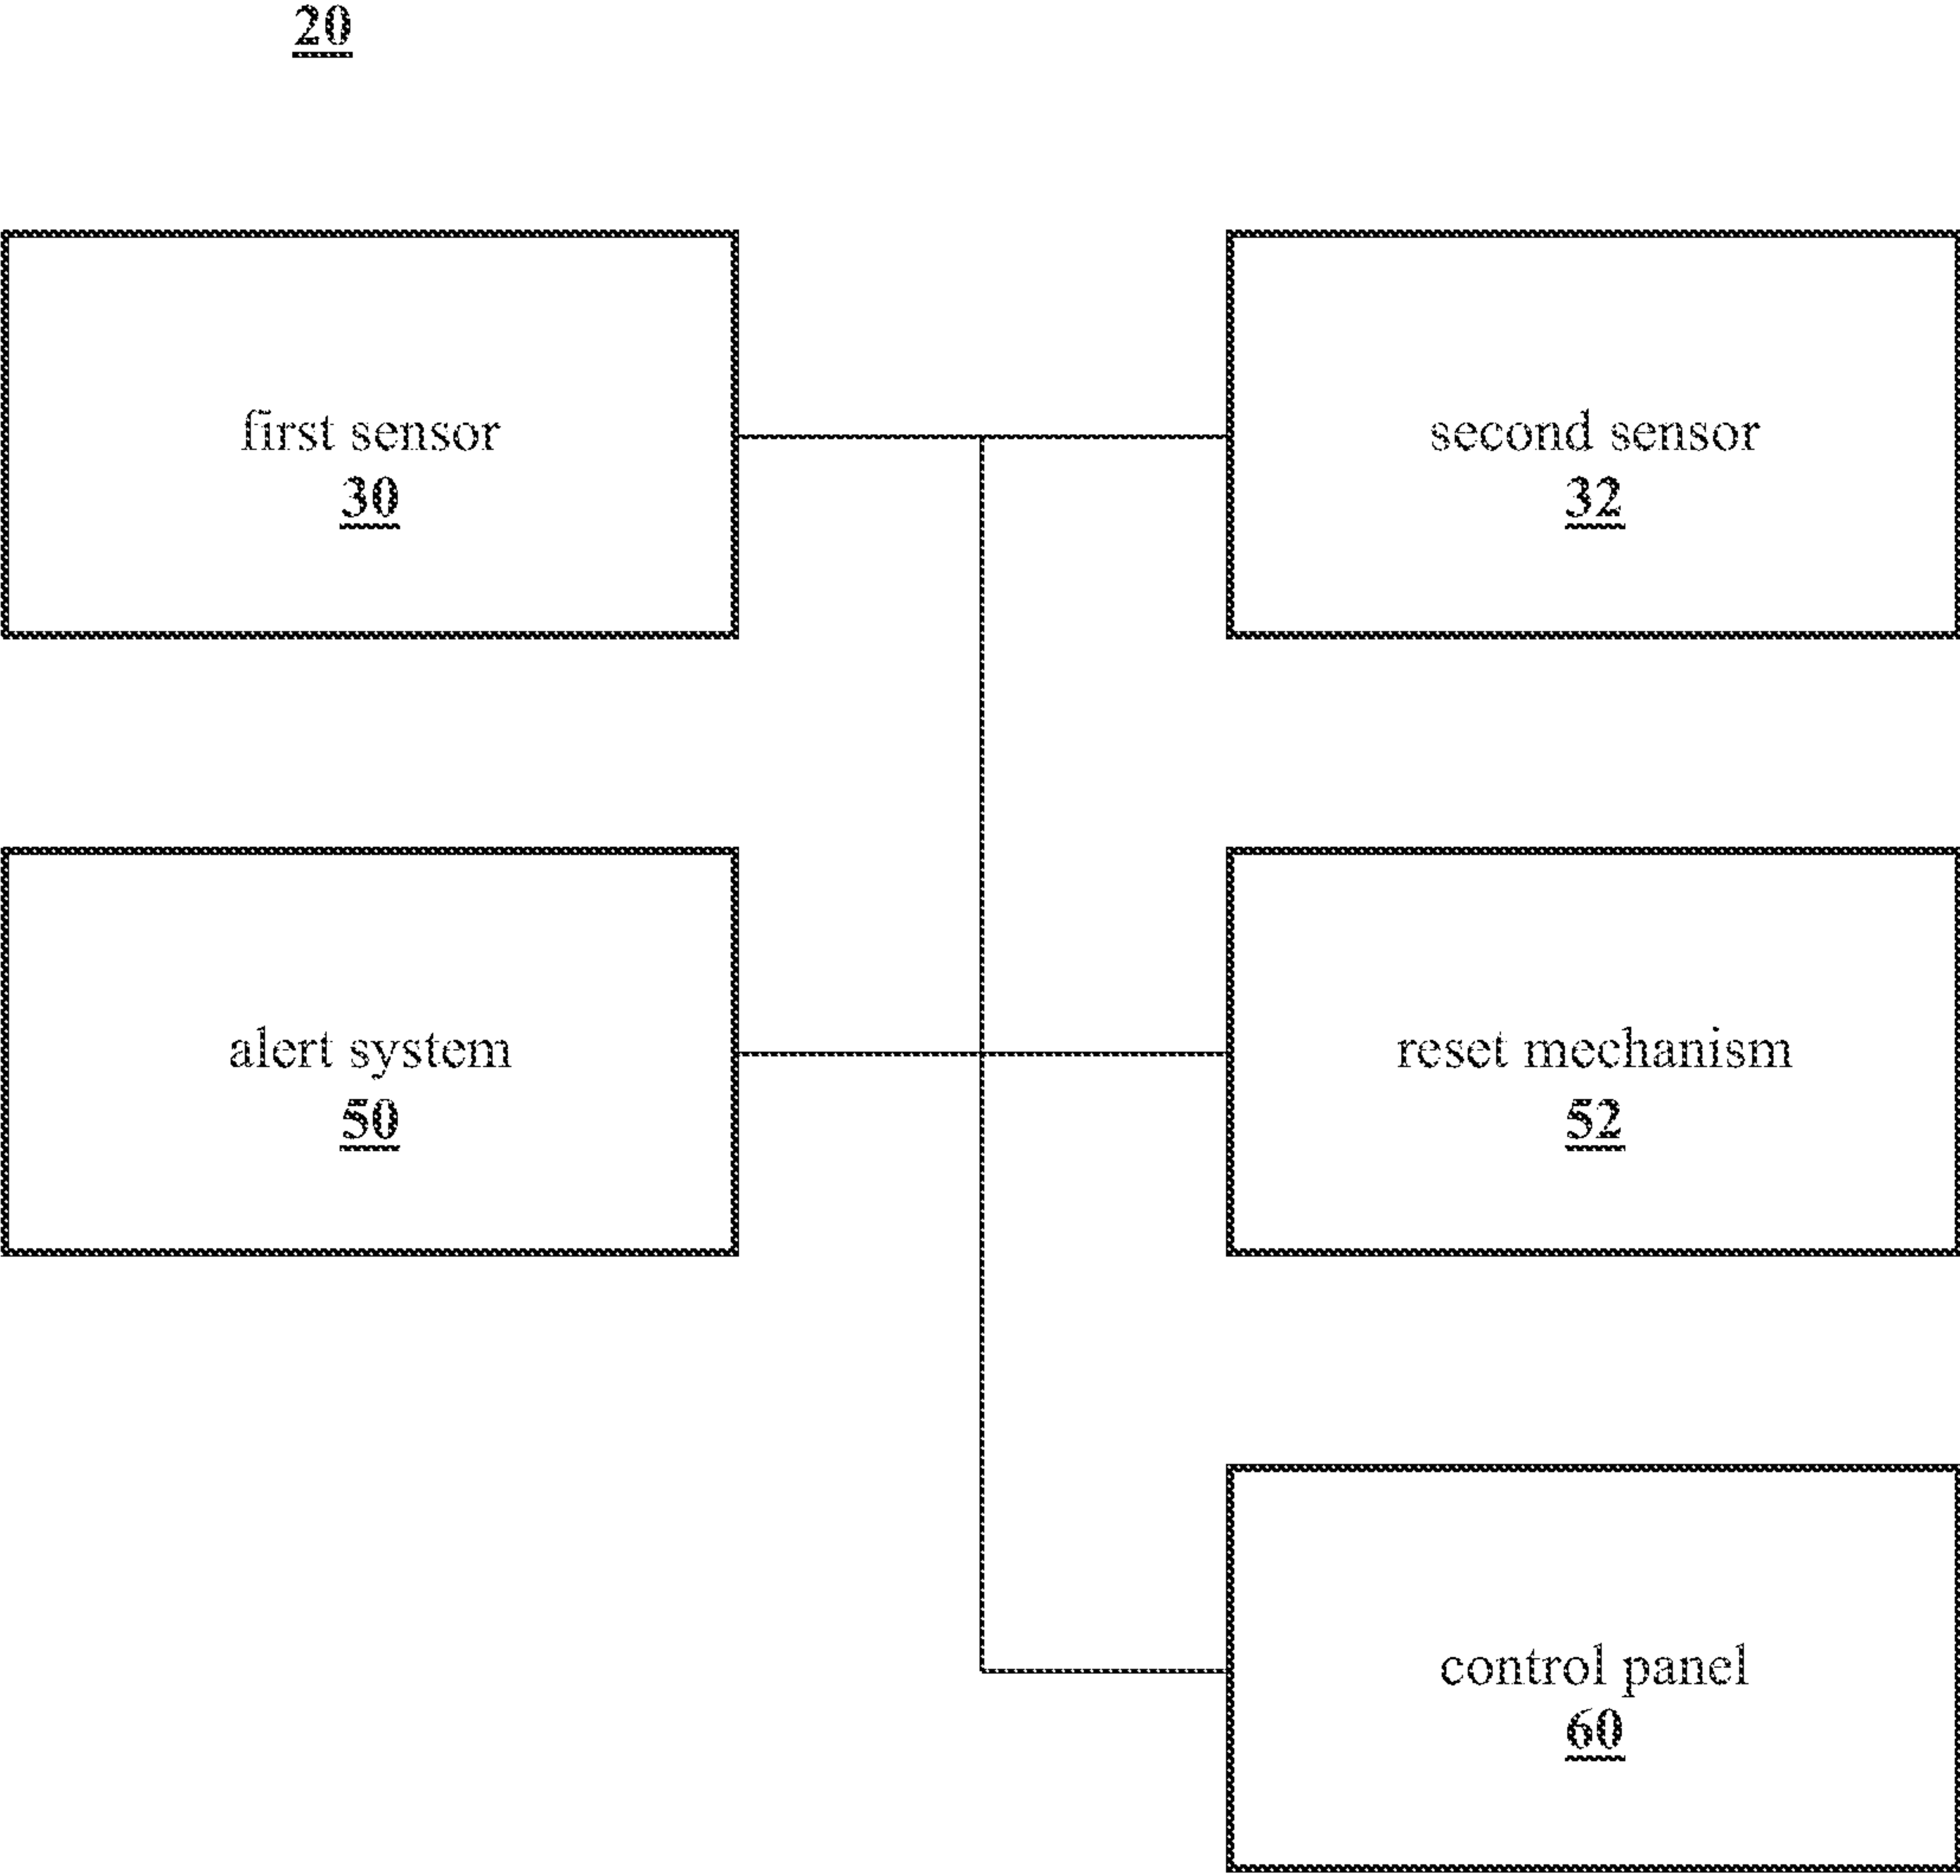 20
first sensor
30
second sensor
32
alert system
50
reset mechanism
52
control panel
60